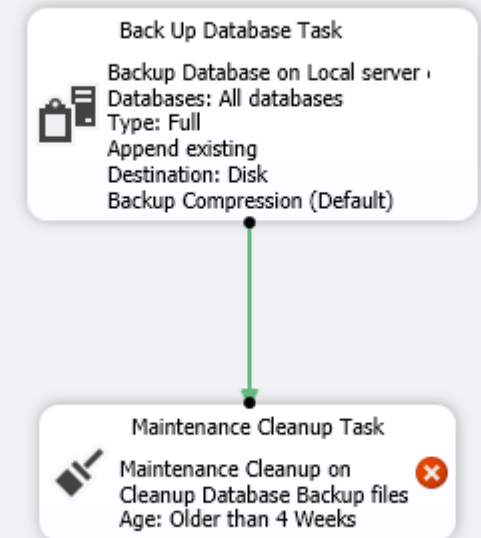 Back Up Database Task
Backup Database on Local server
Databases: All databases
Type: Full
Append existing
Destination: Disk
Backup Compression (Default)
Maintenance Cleanup Task
Maintenance Cleanup on
Cleanup Database Backup files
Age: Older than 4 Weeks